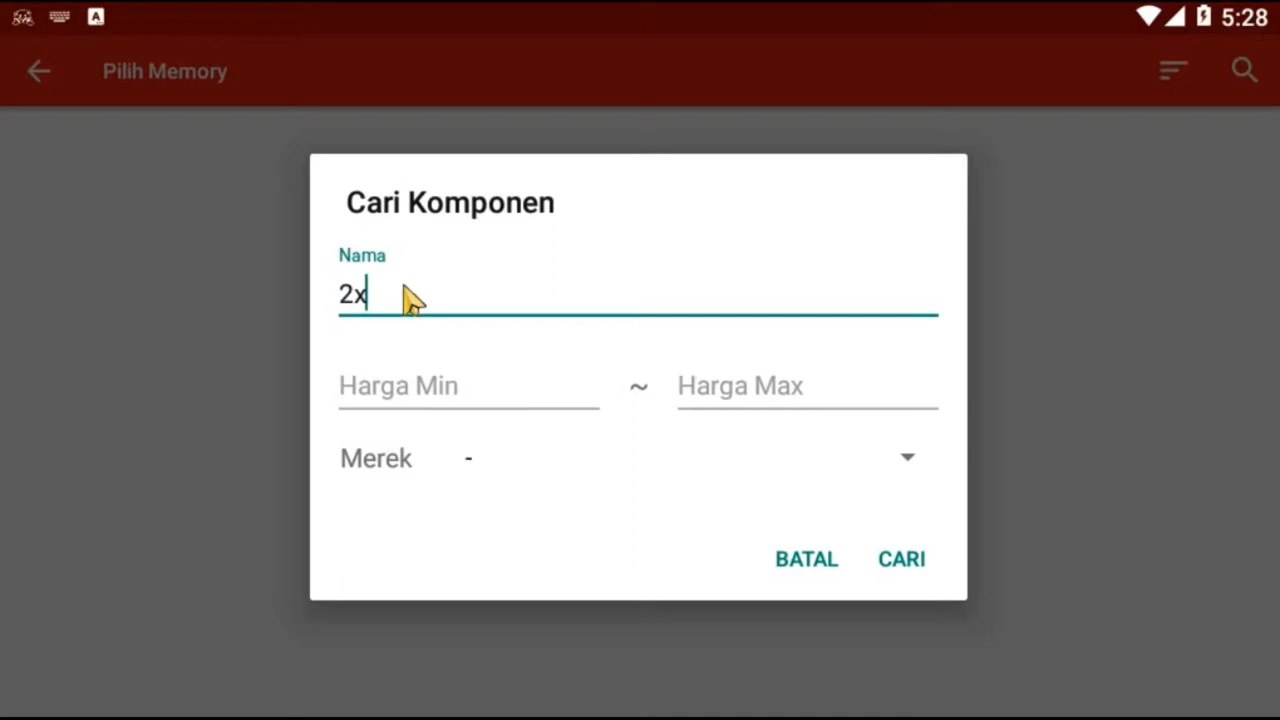 A
5:28
Pilih Memory
Cari Komponen
Nama
2x
Harga Min ~ Harga Max
Merek -
BATAL CARI